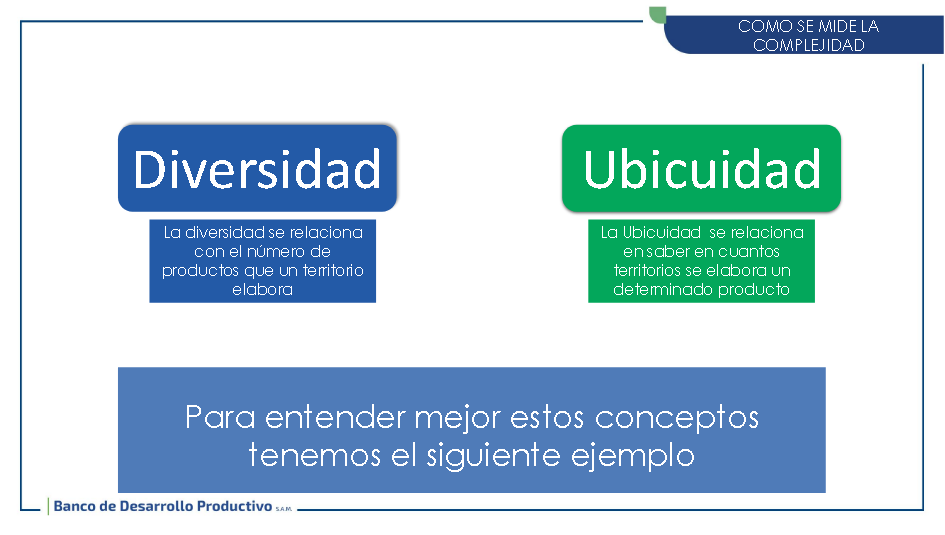 COMO SE MIDE LA
COMPLEJIDAD
Diversidad
Ubicuidad
La diversidad se relaciona
con el número de
productos que un territorio
elabora
La Ubicuidad  se relaciona
en saber en cuantos
territorios se elabora un
determinado producto
Para entender mejor estos conceptos
tenemos el siguiente ejemplo
Banco de Desarrollo Productivo S.A.M.